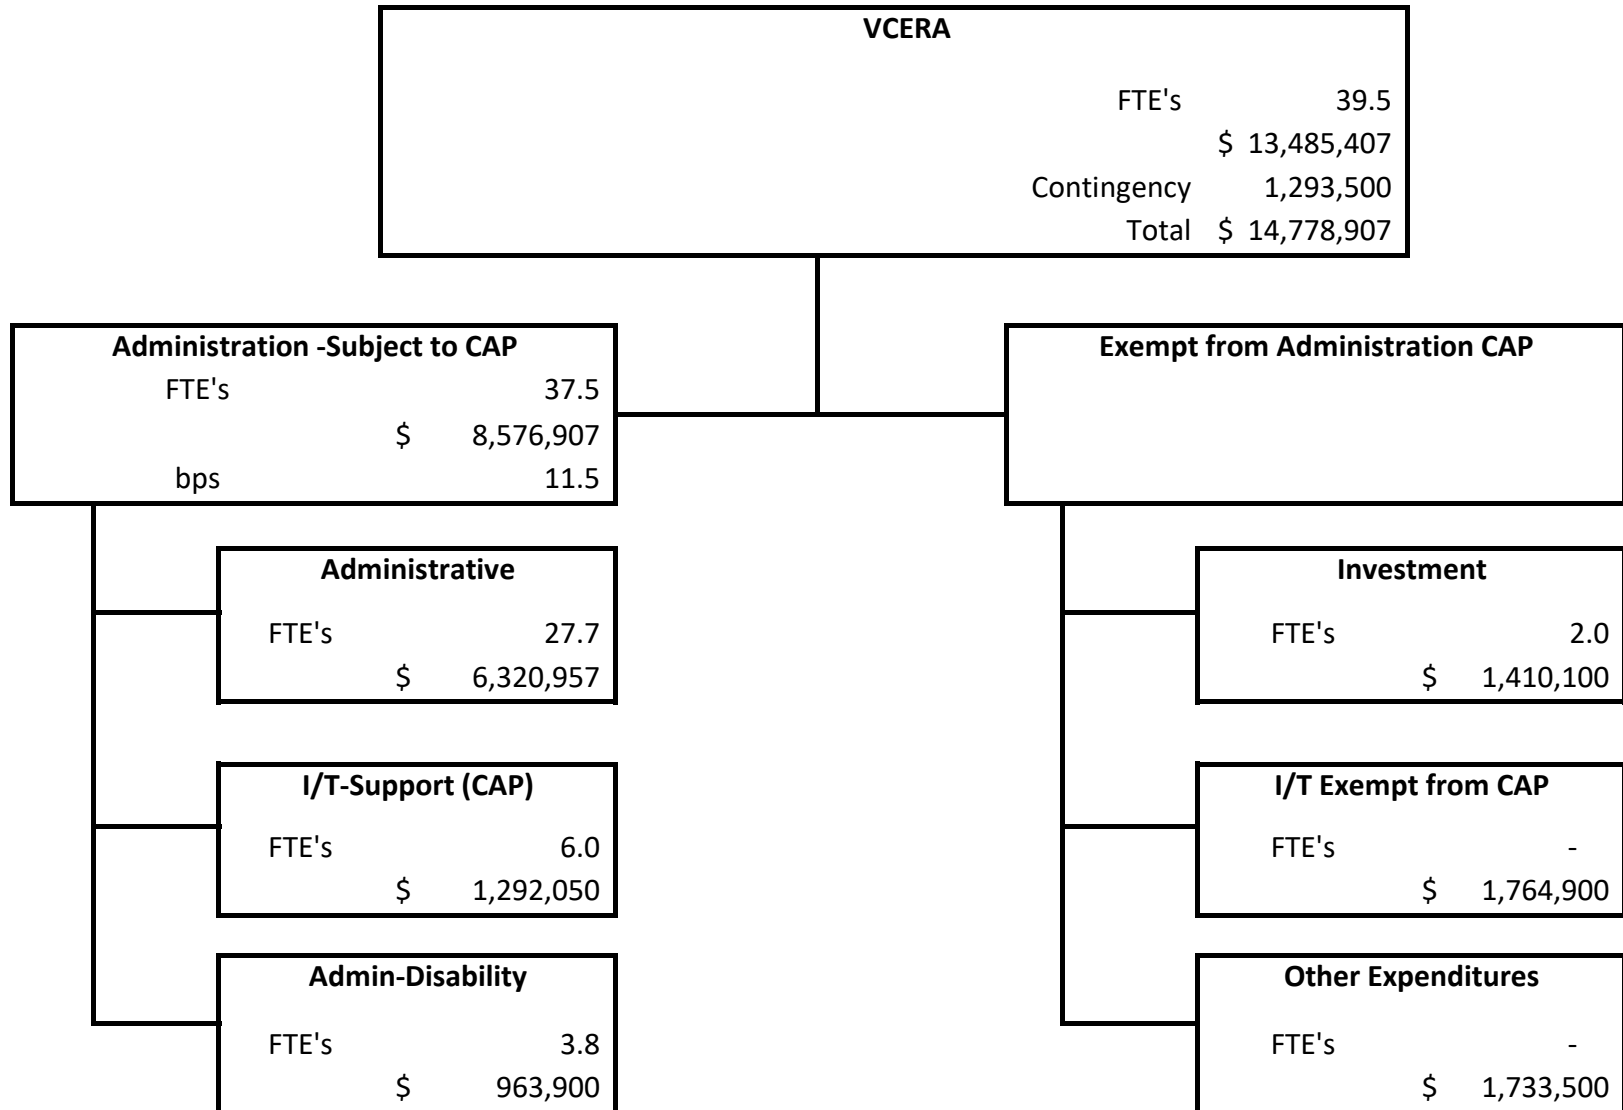 VCERA
FTE's 39.5
$ 13,485,407
Contingency 1,293,500
Total $ 14,778,907
Administration -Subject to CAP
FTE's 37.5
$ 8,576,907
bps 11.5
Exempt from Administration CAP
Administrative
FTE's 27.7
$ 6,320,957
Investment
FTE's 2.0
$ 1,410,100
I/T-Support (CAP)
FTE's 6.0
$ 1,292,050
I/T Exempt from CAP
FTE's -
$ 1,764,900
Admin-Disability
FTE's 3.8
$ 963,900
Other Expenditures
FTE's -
$ 1,733,500